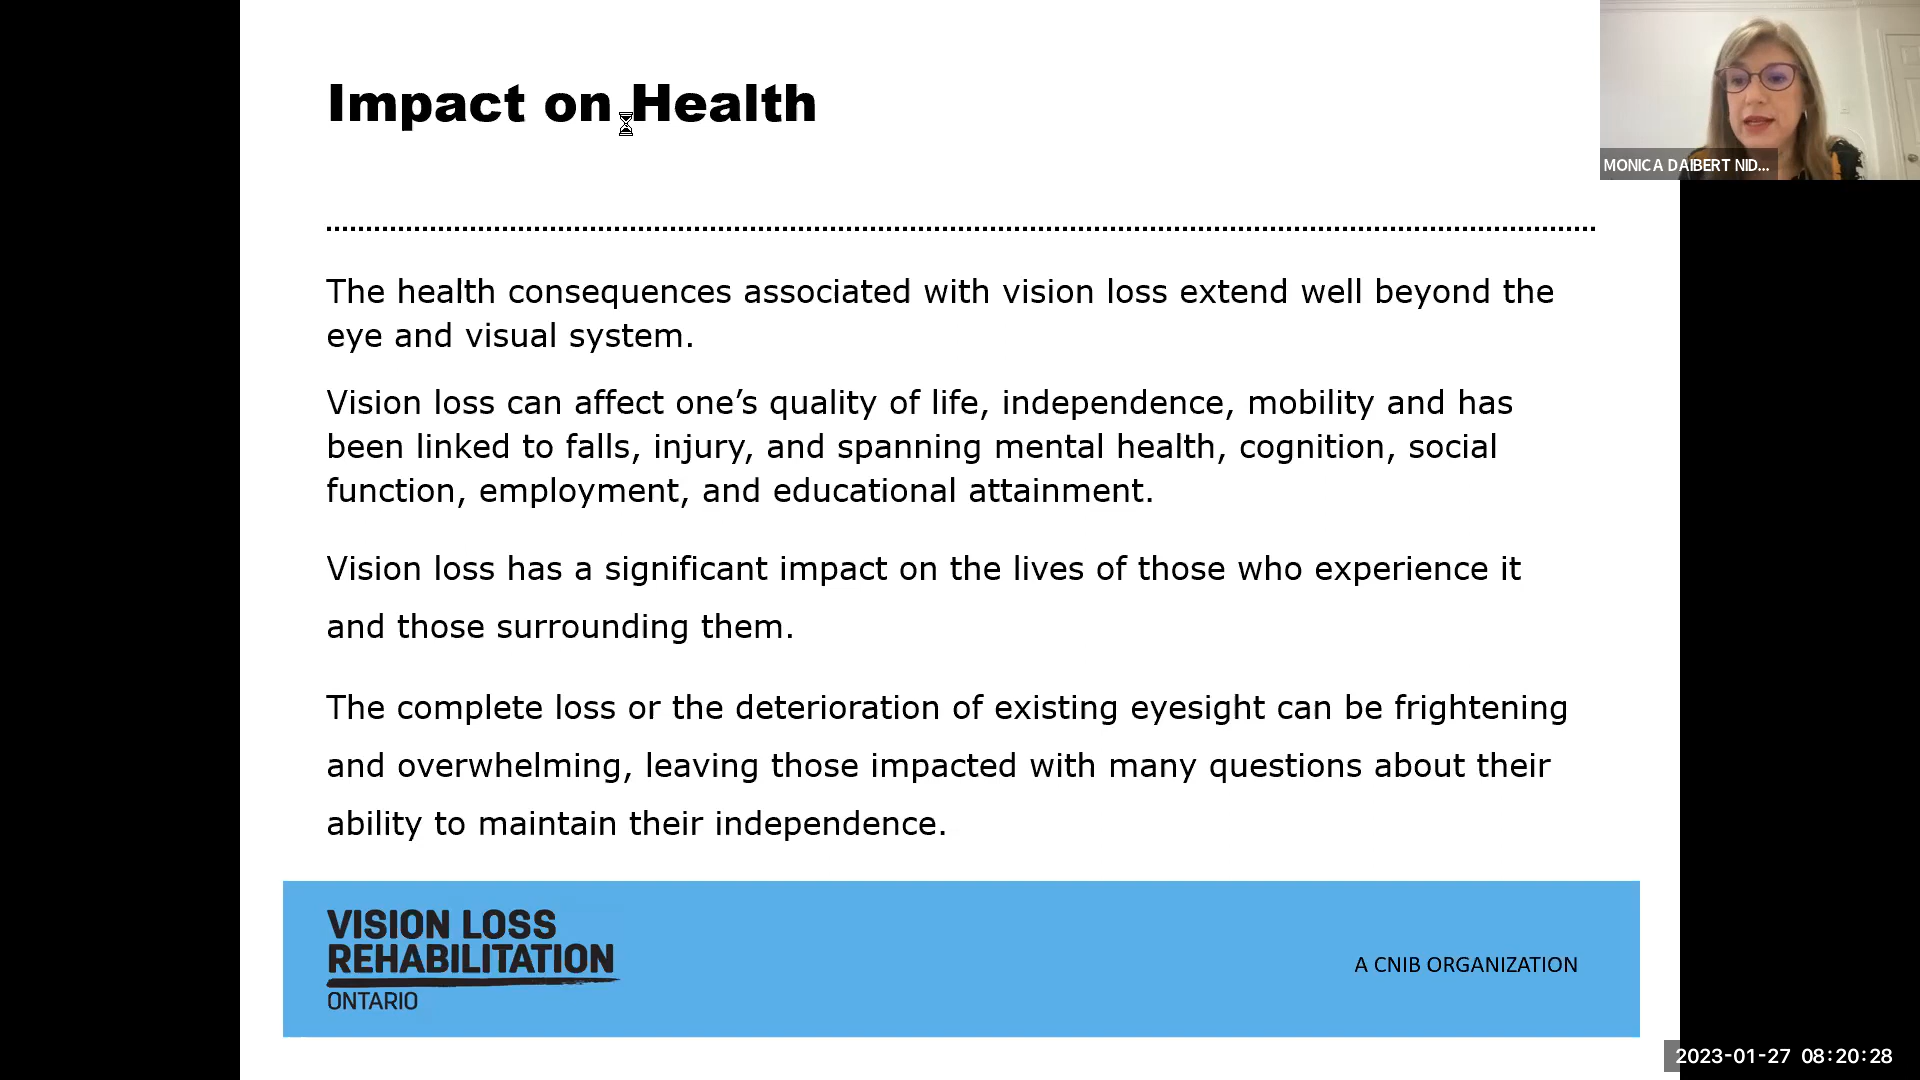 Impact on Health
MONICA DAIBERT NID...
The health consequences associated with vision loss extend well beyond the
eye and visual system.
Vision loss can affect one’s quality of life, independence, mobility and has
been linked to falls, injury, and spanning mental health, cognition, social
function, employment, and educational attainment.
Vision loss has a significant impact on the lives of those who experience it
and those surrounding them.
The complete loss or the deterioration of existing eyesight can be frightening
and overwhelming, leaving those impacted with many questions about their
ability to maintain their independence.
VISION LOSS
REHABILITATION
ONTARIO
A CNIB ORGANIZATION
2023-01-27 08:20:28